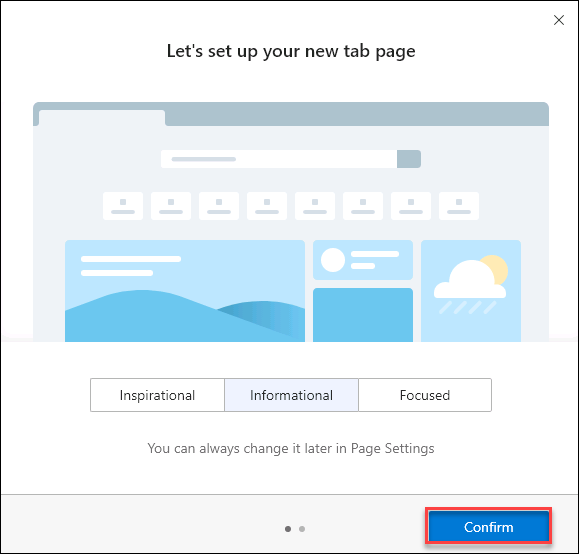 Let's set up your new tab page
Inspirational
Informational
Focused
You can always change it later in Page Settings
Confirm